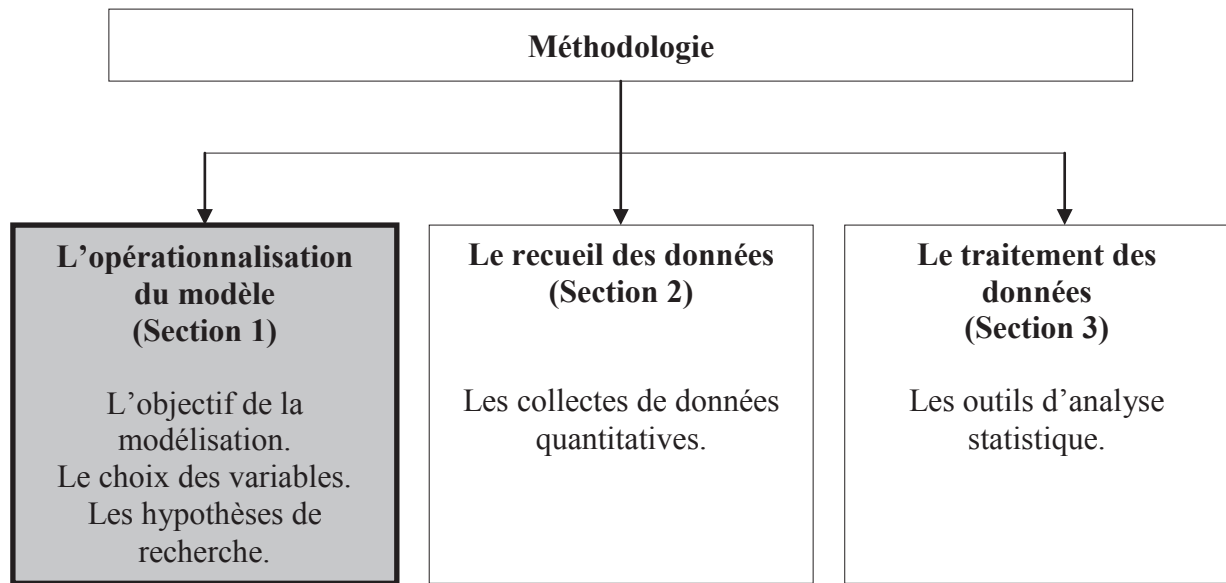 Méthodologie
L’opérationnalisation
du modèle
(Section 1)
L’objectif de la
modélisation.
Le choix des variables.
Les hypothèses de
recherche.
Le recueil des données
(Section 2)
Les collectes de données
quantitatives.
Le traitement des
données
(Section 3)
Les outils d’analyse
statistique.